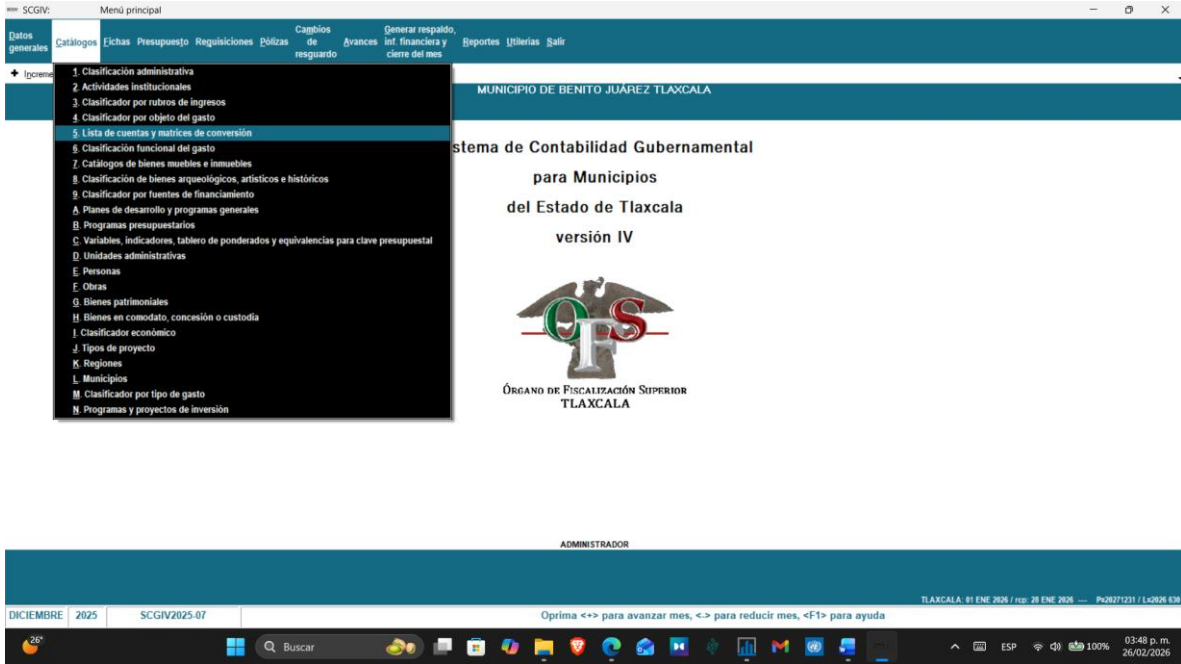 SCGIV: Menú principal
Datos generales Catálogos Fichas Presupuesto Requisiciones Pólizas Cambios de resguardo Avances Generar respaldo, inf. financiera y cierre del mes Reportes Utilerias Salir
+ Increme
1. Clasificación administrativa
2. Actividades institucionales
3. Clasificador por rubros de ingresos
4. Clasificador por objeto del gasto
5. Lista de cuentas y matrices de conversión
6. Clasificación funcional del gasto
7. Catálogos de bienes muebles e inmuebles
8. Clasificación de bienes arqueológicos, artísticos e históricos
9. Clasificador por fuentes de financiamiento
A. Planes de desarrollo y programas generales
B. Programas presupuestarios
C. Variables, indicadores, tablero de ponderados y equivalencias para clave presupuestal
D. Unidades administrativas
E. Personas
F. Obras
G. Bienes patrimoniales
H. Bienes en comodato, concesión o custodia
I. Clasificador económico
J. Tipos de proyecto
K. Regiones
L. Municipios
M. Clasificador por tipo de gasto
N. Programas y proyectos de inversión
MUNICIPIO DE BENITO JUÁREZ TLAXCALA
stema de Contabilidad Gubernamental
para Municipios
del Estado de Tlaxcala
versión IV
OFS
ÓRGANO DE FISCALIZACIÓN SUPERIOR
TLAXCALA
ADMINISTRADOR
TLAXCALA: 01 ENE 2026 / rcp: 28 ENE 2026 ---- Px20271231 / Lx2026 630
DICIEMBRE 2025 SCGIV2025.07 Oprima <+> para avanzar mes, <-> para reducir mes, <F1> para ayuda
26° Buscar ESP 100% 03:48 p. m.
26/02/2026